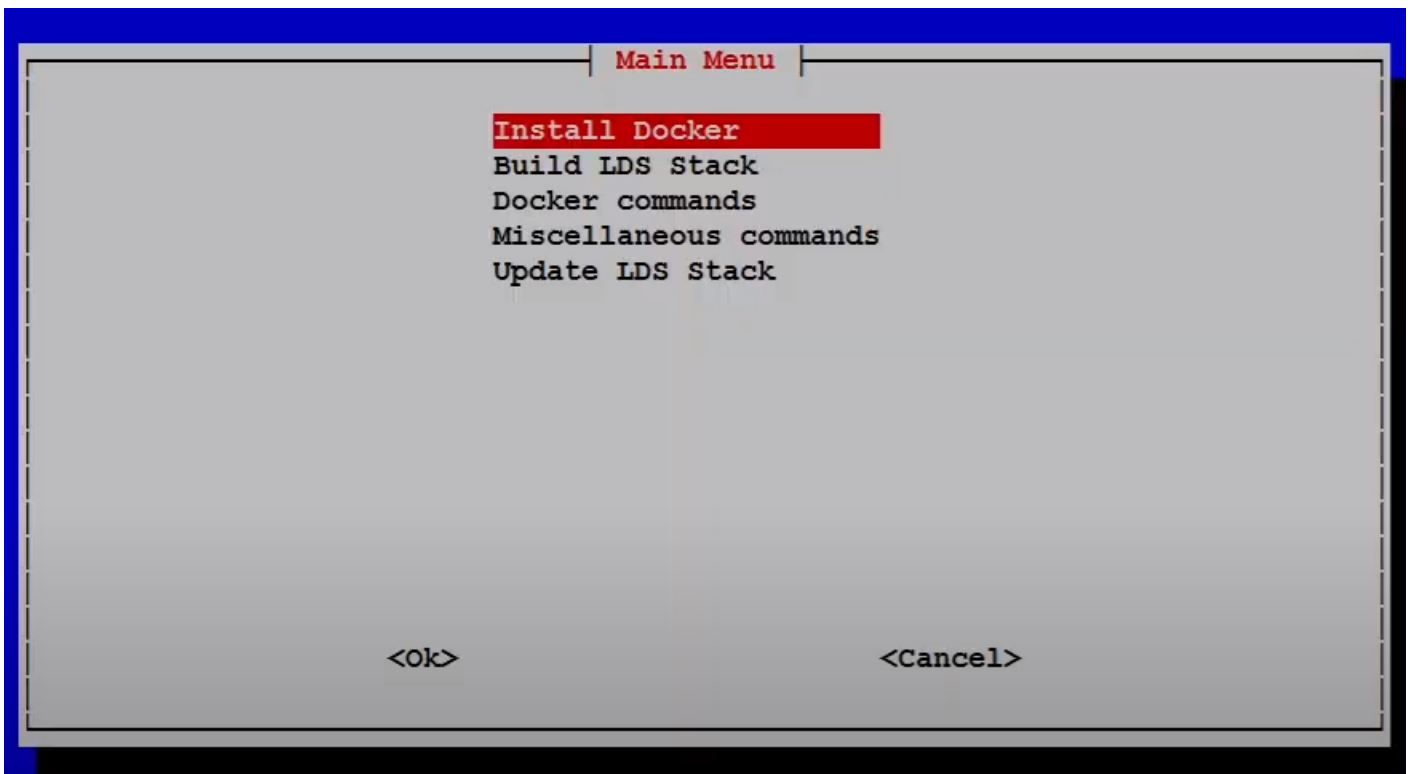 Main Menu
Install Docker
Build LDS Stack
Docker commands
Miscellaneous commands
Update LDS Stack
<Ok> <Cancel>